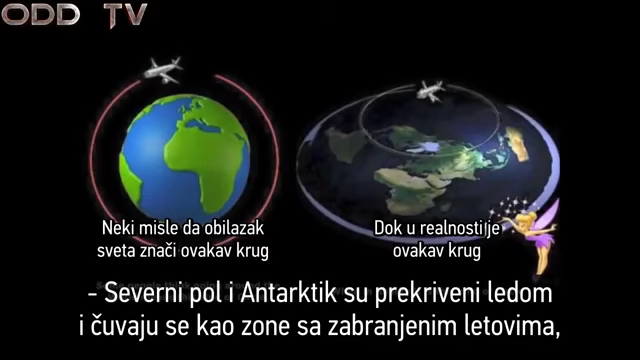 ODD TV
Neki misle da obilazak
sveta znači ovakav krug
Dok u realnosti je
ovakav krug
- Severni pol i Antarktik su prekriveni ledom
i čuvaju se kao zone sa zabranjenim letovima,